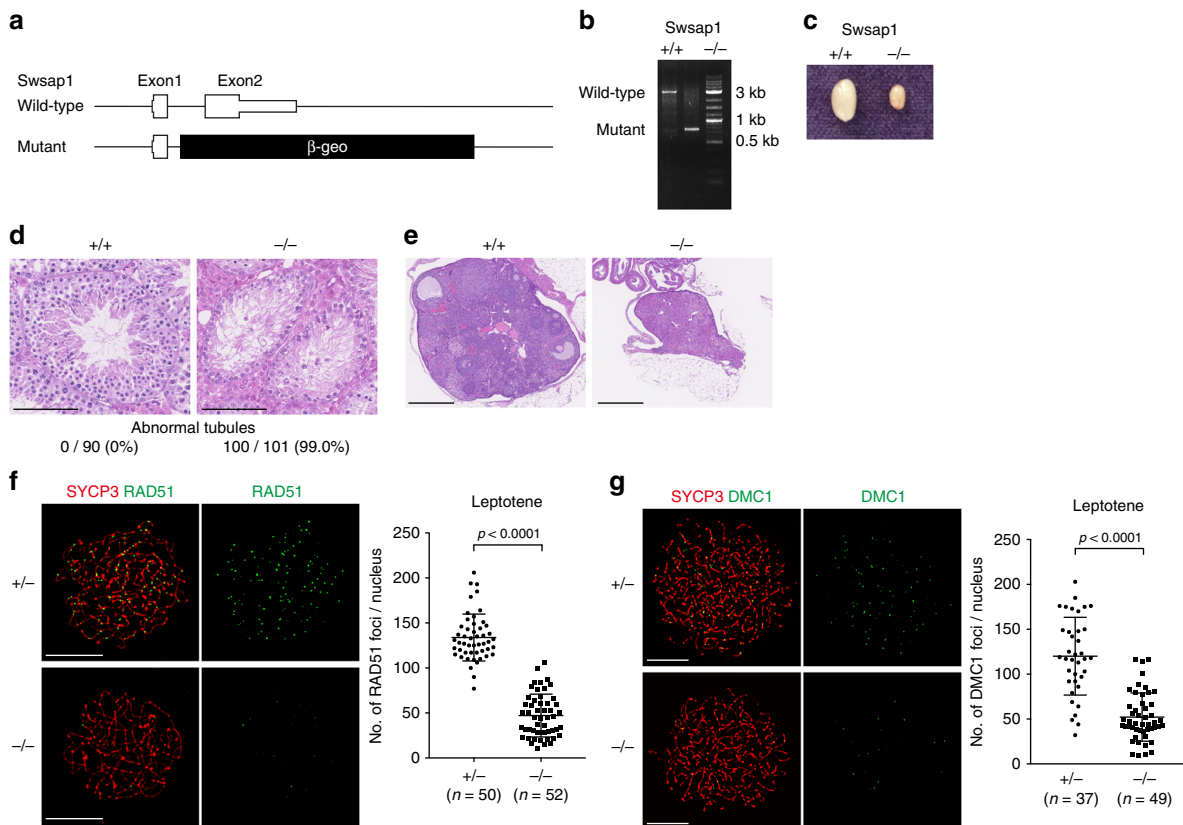 a
Swsap1
Exon1
Exon2
Wild-type
Mutant
β-geo
b
Swsap1
+/+
–/–
Wild-type
Mutant
3 kb
1 kb
0.5 kb
c
Swsap1
+/+
–/–
d
+/+
–/–
Abnormal tubules
0 / 90 (0%)
100 / 101 (99.0%)
e
+/+
–/–
f
SYCP3 RAD51
RAD51
+/–
–/–
Leptotene
p < 0.0001
No. of RAD51 foci / nucleus
250
200
150
100
50
0
+/–
–/–
(n = 50)
(n = 52)
g
SYCP3 DMC1
DMC1
+/–
–/–
Leptotene
p < 0.0001
No. of DMC1 foci / nucleus
250
200
150
100
50
0
+/–
–/–
(n = 37)
(n = 49)